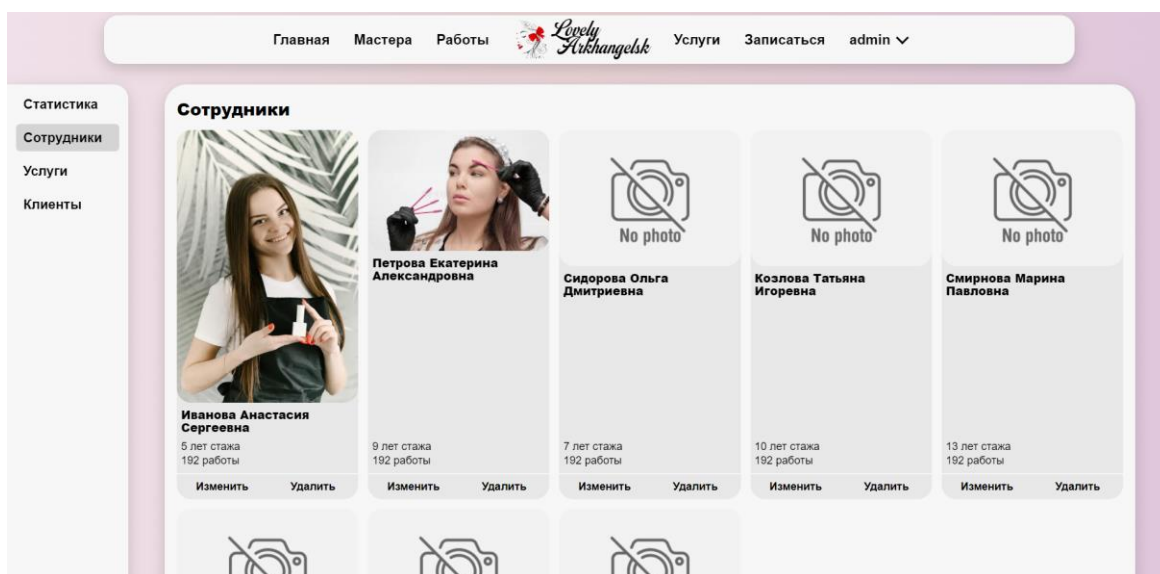 Главная Мастера Работы Lovely Arkhangelsk Услуги Записаться admin
Статистика
Сотрудники
Услуги
Клиенты
Сотрудники
Иванова Анастасия
Сергеевна
5 лет стажа
192 работы
Изменить Удалить
Петрова Екатерина
Александровна
9 лет стажа
192 работы
Изменить Удалить
No photo
Сидорова Ольга
Дмитриевна
7 лет стажа
192 работы
Изменить Удалить
No photo
Козлова Татьяна
Игоревна
10 лет стажа
192 работы
Изменить Удалить
No photo
Смирнова Марина
Павловна
13 лет стажа
192 работы
Изменить Удалить